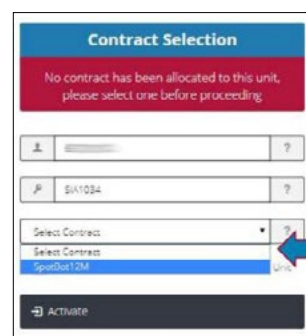 Contract Selection
No contract has been allocated to this unit,
please select one before proceeding
?
SIA1034 ?
Select Contract ?
Select Contract
SpotBot12M
Activate